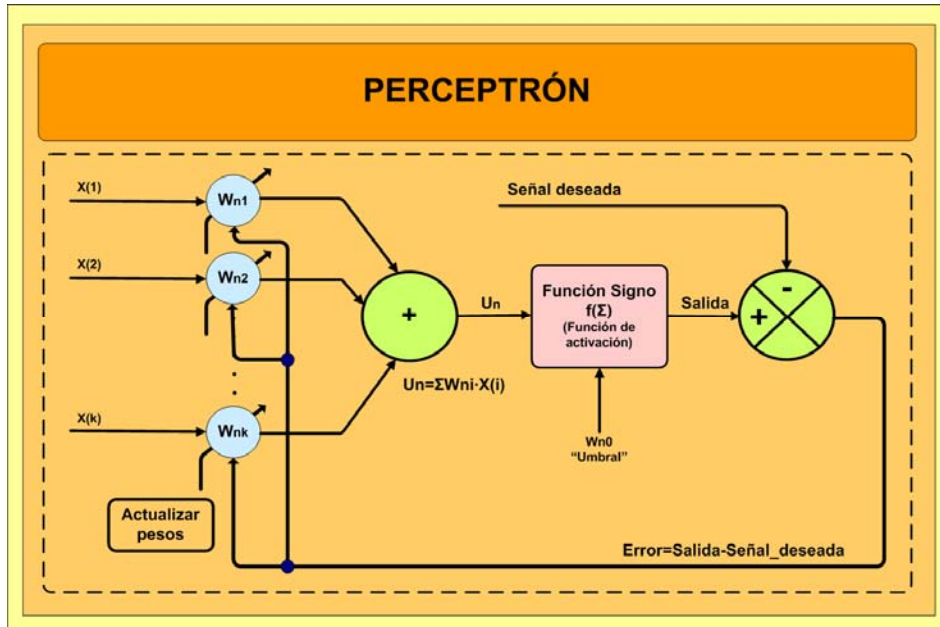 PERCEPTRÓN
X(1)
Wn1
Señal deseada
X(2)
Wn2
+
Un
Función Signo
f(Σ)
(Función de
activación)
Salida
-
+
Un=ΣWni·X(i)
X(k)
Wnk
Wn0
“Umbral”
Actualizar
pesos
Error=Salida-Señal_deseada